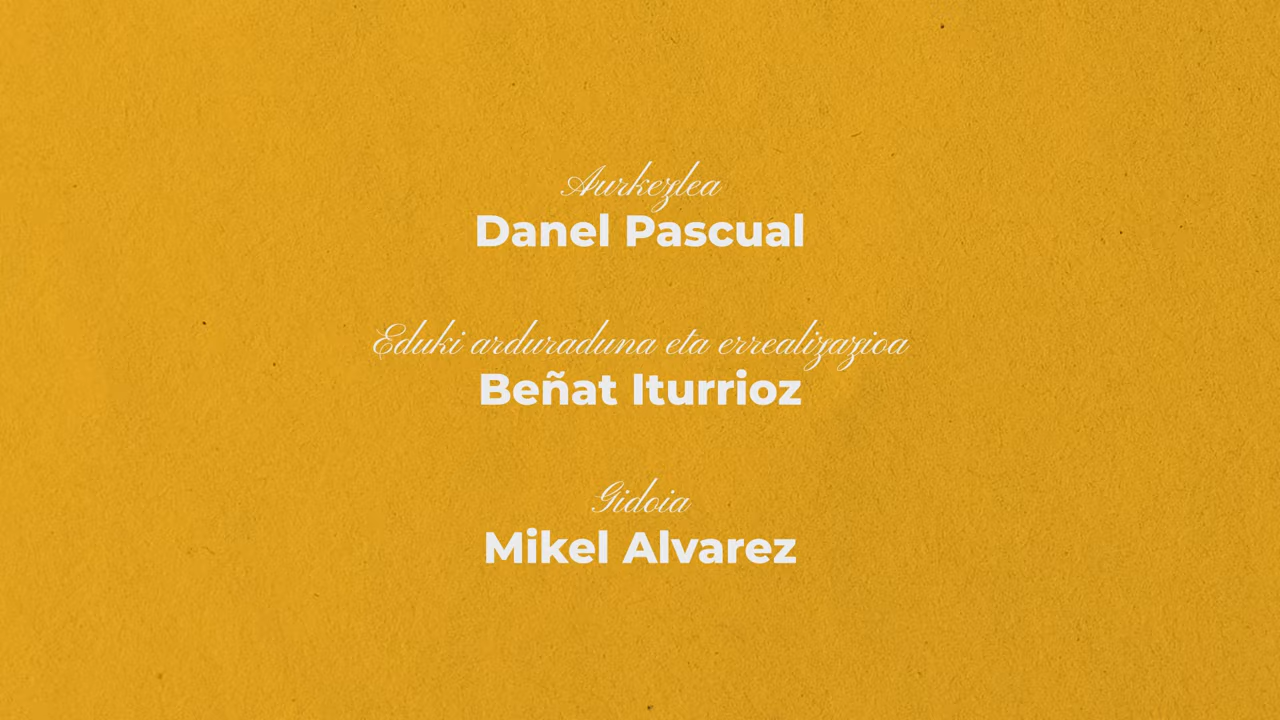 Aurkezlea
Danel Pascual
Eduki arduraduna eta errealizazioa
Beñat Iturrioz
Gidoia
Mikel Alvarez